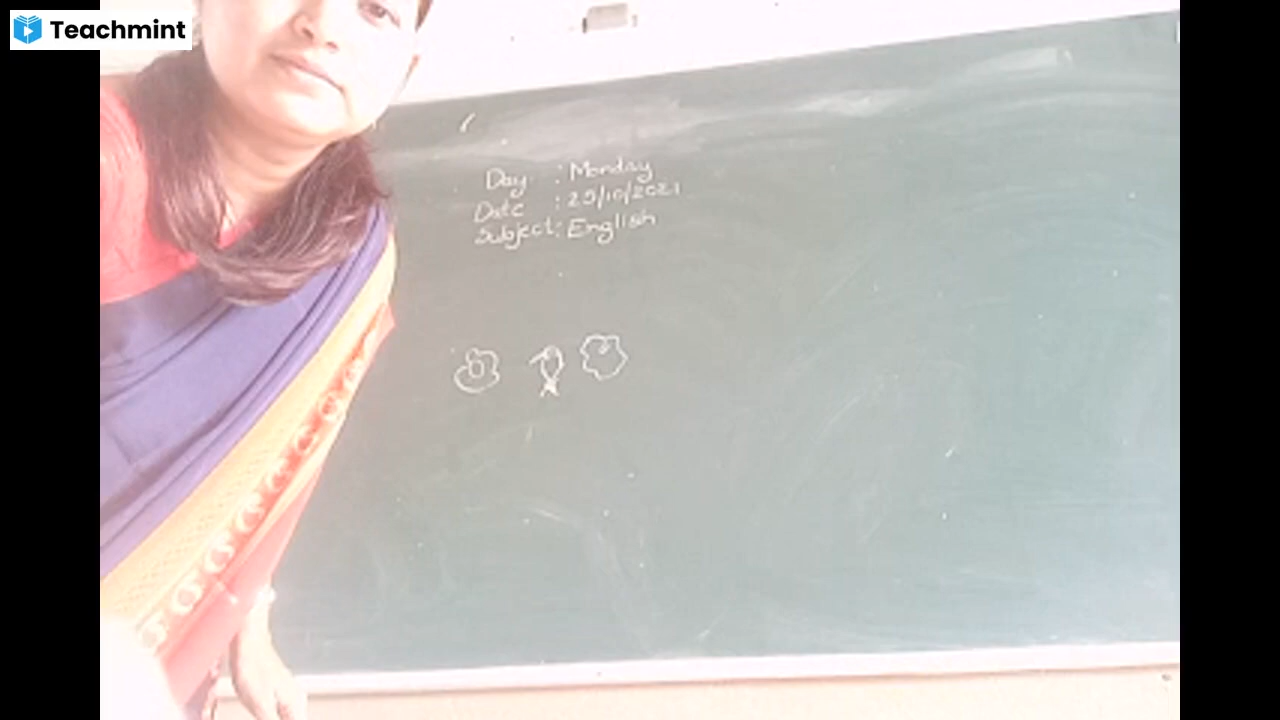 Teachmint
Day : Monday
Date : 25/10/2021
Subject: English